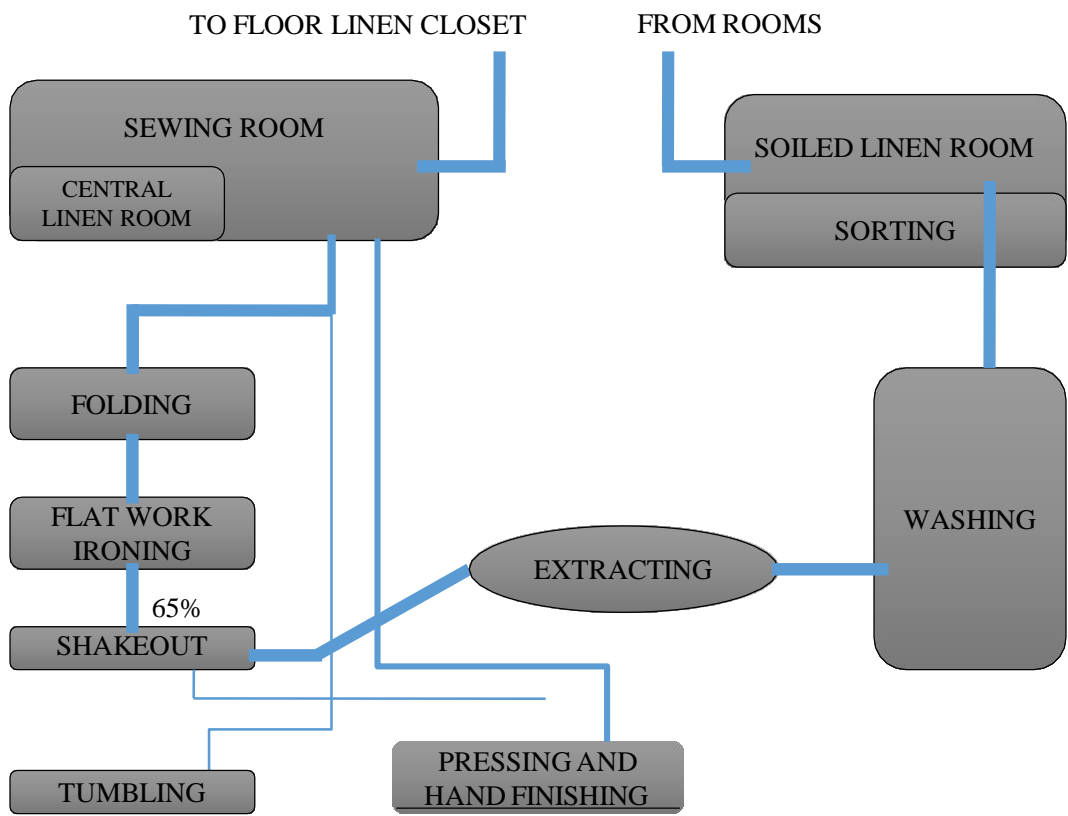 TO FLOOR LINEN CLOSET
FROM ROOMS
SEWING ROOM
CENTRAL
LINEN ROOM
SOILED LINEN ROOM
SORTING
FOLDING
FLAT WORK
IRONING
WASHING
EXTRACTING
65%
SHAKEOUT
TUMBLING
PRESSING AND
HAND FINISHING